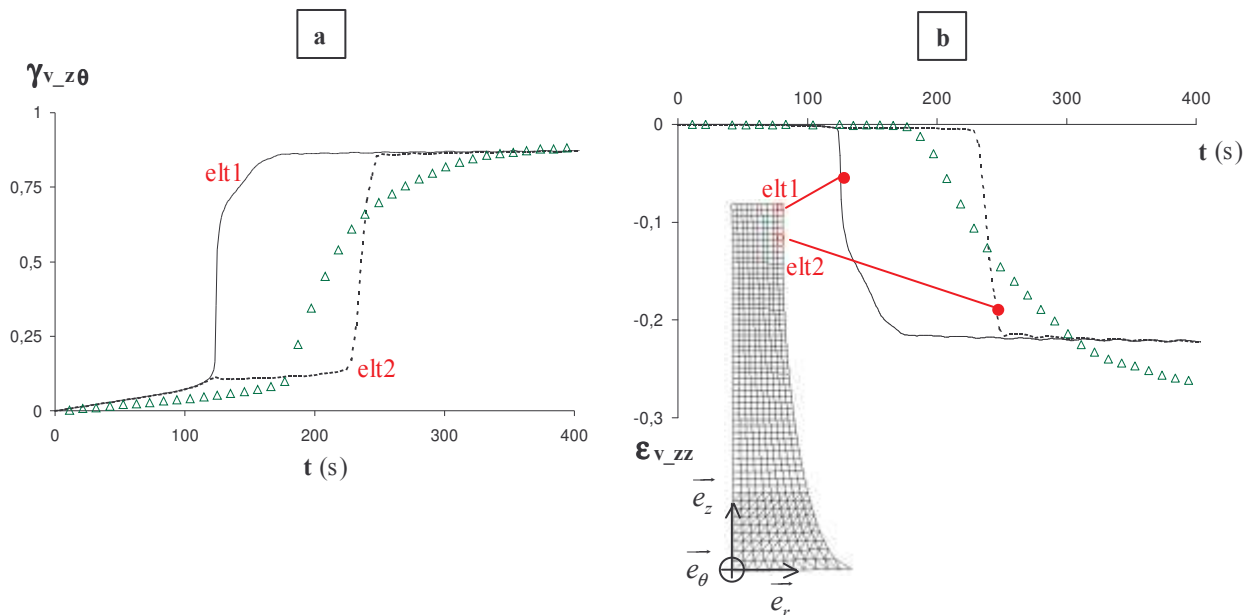 a
γv_zθ
1
0,75
0,5
0,25
0
0 100 200 300 400
t (s)
elt1
elt2
b
0 100 200 300 400
t (s)
0
-0,1
-0,2
-0,3
εv_zz
elt1
elt2
e_z
e_θ
e_r